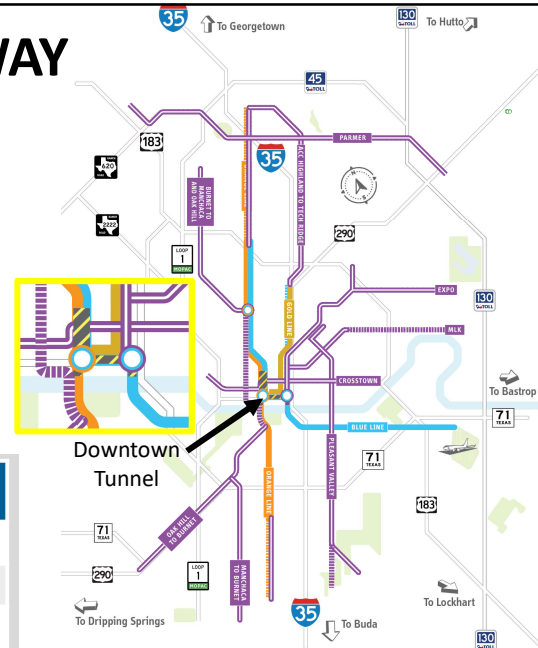 WAY
35
To Georgetown
130
TOLL
To Hutto
45
TOLL
183
PARMER
35
620
ACC HIGHLAND TO TECH RIDGE
BURNET TO
MANCHACA
AND OAK HILL
2222
N
S
290
LOOP
1
MOPAC
GOLD LINE
EXPO
130
TOLL
MLK
CROSSTOWN
To Bastrop
71
TEXAS
BLUE LINE
Downtown
Tunnel
PLEASANT VALLEY
71
TEXAS
ORANGE LINE
183
OAK HILL
TO BURNET
71
TEXAS
290
LOOP
1
MOPAC
MANCHACA
TO BURNET
To Dripping Springs
35
To Buda
To Lockhart
130
TOLL